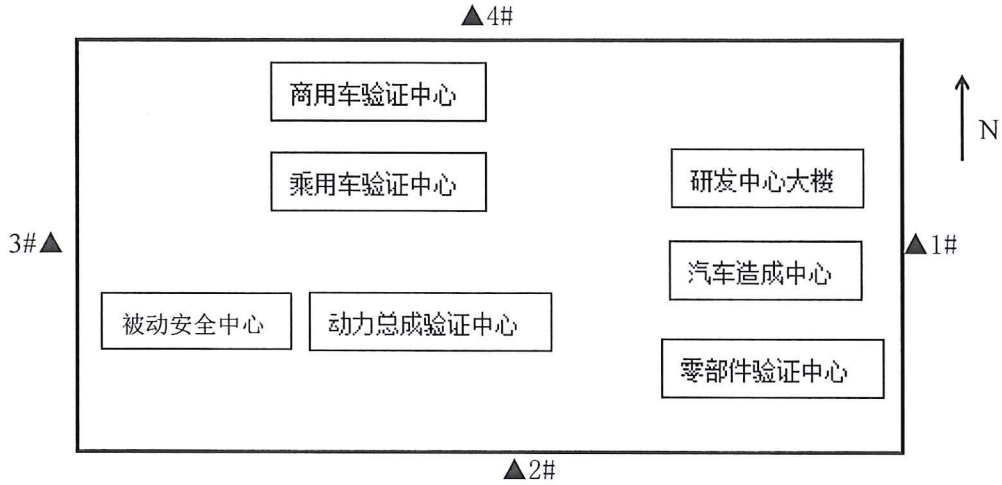 ▲4#
商用车验证中心
N
乘用车验证中心
研发中心大楼
3#▲
▲1#
汽车造成中心
被动安全中心
动力总成验证中心
零部件验证中心
▲2#